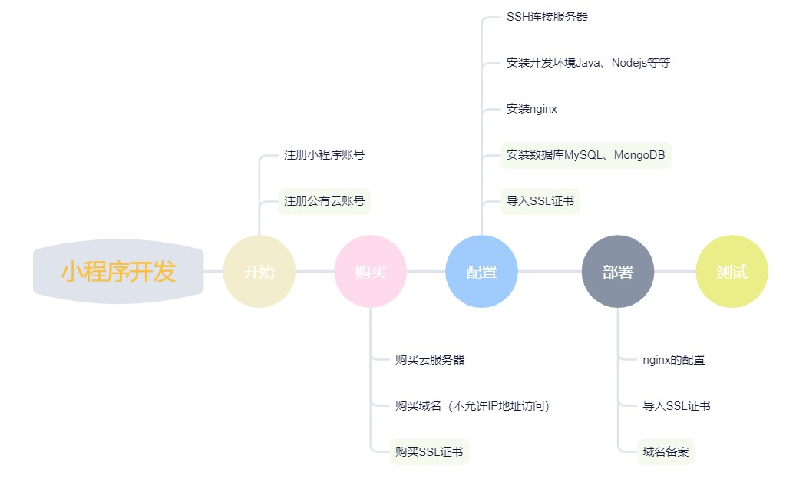 小程序开发
开始
注册小程序账号
注册公有云账号
购买
购买云服务器
购买域名（不允许IP地址访问）
购买SSL证书
配置
SSH连接服务器
安装开发环境Java、Nodejs等等
安装nginx
安装数据库MySQL、MongoDB
导入SSL证书
部署
nginx的配置
导入SSL证书
域名备案
测试